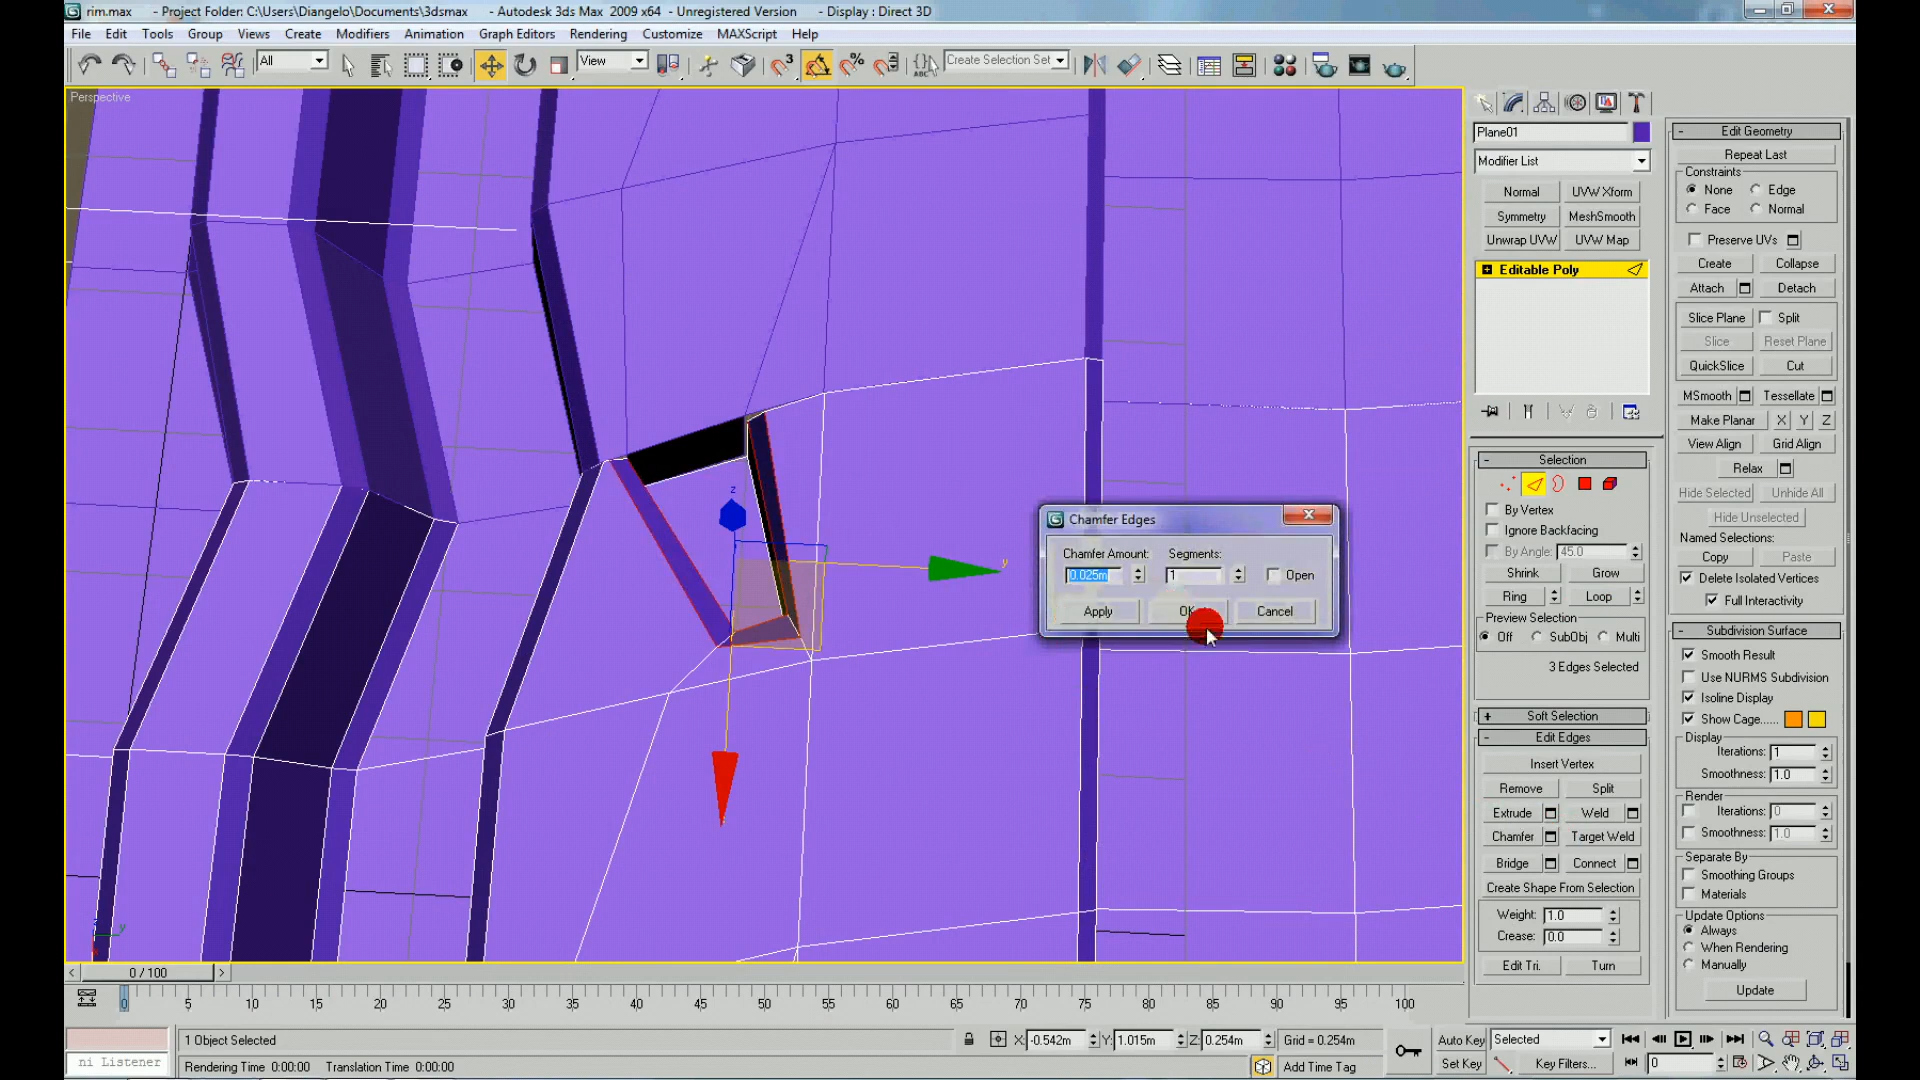 rim.max - Project Folder: C:\Users\Diangelo\Documents\3dsmax - Autodesk 3ds Max 2009 x64 - Unregistered Version - Display : Direct 3D
File Edit Tools Group Views Create Modifiers Animation Graph Editors Rendering Customize MAXScript Help
All View Create Selection Set
Perspective
Plane01
Modifier List
Normal UVW Xform
Symmetry MeshSmooth
Unwrap UVW UVW Map
Editable Poly
Selection
By Vertex
Ignore Backfacing
By Angle: 45.0
Shrink Grow
Ring Loop
Preview Selection
Off SubObj Multi
3 Edges Selected
Soft Selection
Edit Edges
Insert Vertex
Remove Split
Extrude Weld
Chamfer Target Weld
Bridge Connect
Create Shape From Selection
Weight: 1.0
Crease: 0.0
Edit Tri. Turn
Edit Geometry
Repeat Last
Constraints
None Edge
Face Normal
Preserve UVs
Create Collapse
Attach Detach
Slice Plane Split
Slice Reset Plane
QuickSlice Cut
MSmooth Tessellate
Make Planar X Y Z
View Align Grid Align
Relax
Hide Selected Unhide All
Hide Unselected
Named Selections:
Copy Paste
Delete Isolated Vertices
Full Interactivity
Subdivision Surface
Smooth Result
Use NURMS Subdivision
Isoline Display
Show Cage......
Display
Iterations: 1
Smoothness: 1.0
Render
Iterations: 0
Smoothness: 1.0
Separate By
Smoothing Groups
Materials
Update Options
Always
When Rendering
Manually
Update
Chamfer Edges
Chamfer Amount: Segments:
0.025m 1 Open
Apply OK Cancel
z
y
y
0 / 100
0 5 10 15 20 25 30 35 40 45 50 55 60 65 70 75 80 85 90 95 100
1 Object Selected X: -0.542m Y: 1.015m Z: 0.254m Grid = 0.254m Auto Key Selected
ni Listener Rendering Time 0:00:00 Translation Time 0:00:00 Add Time Tag Set Key Key Filters... 0